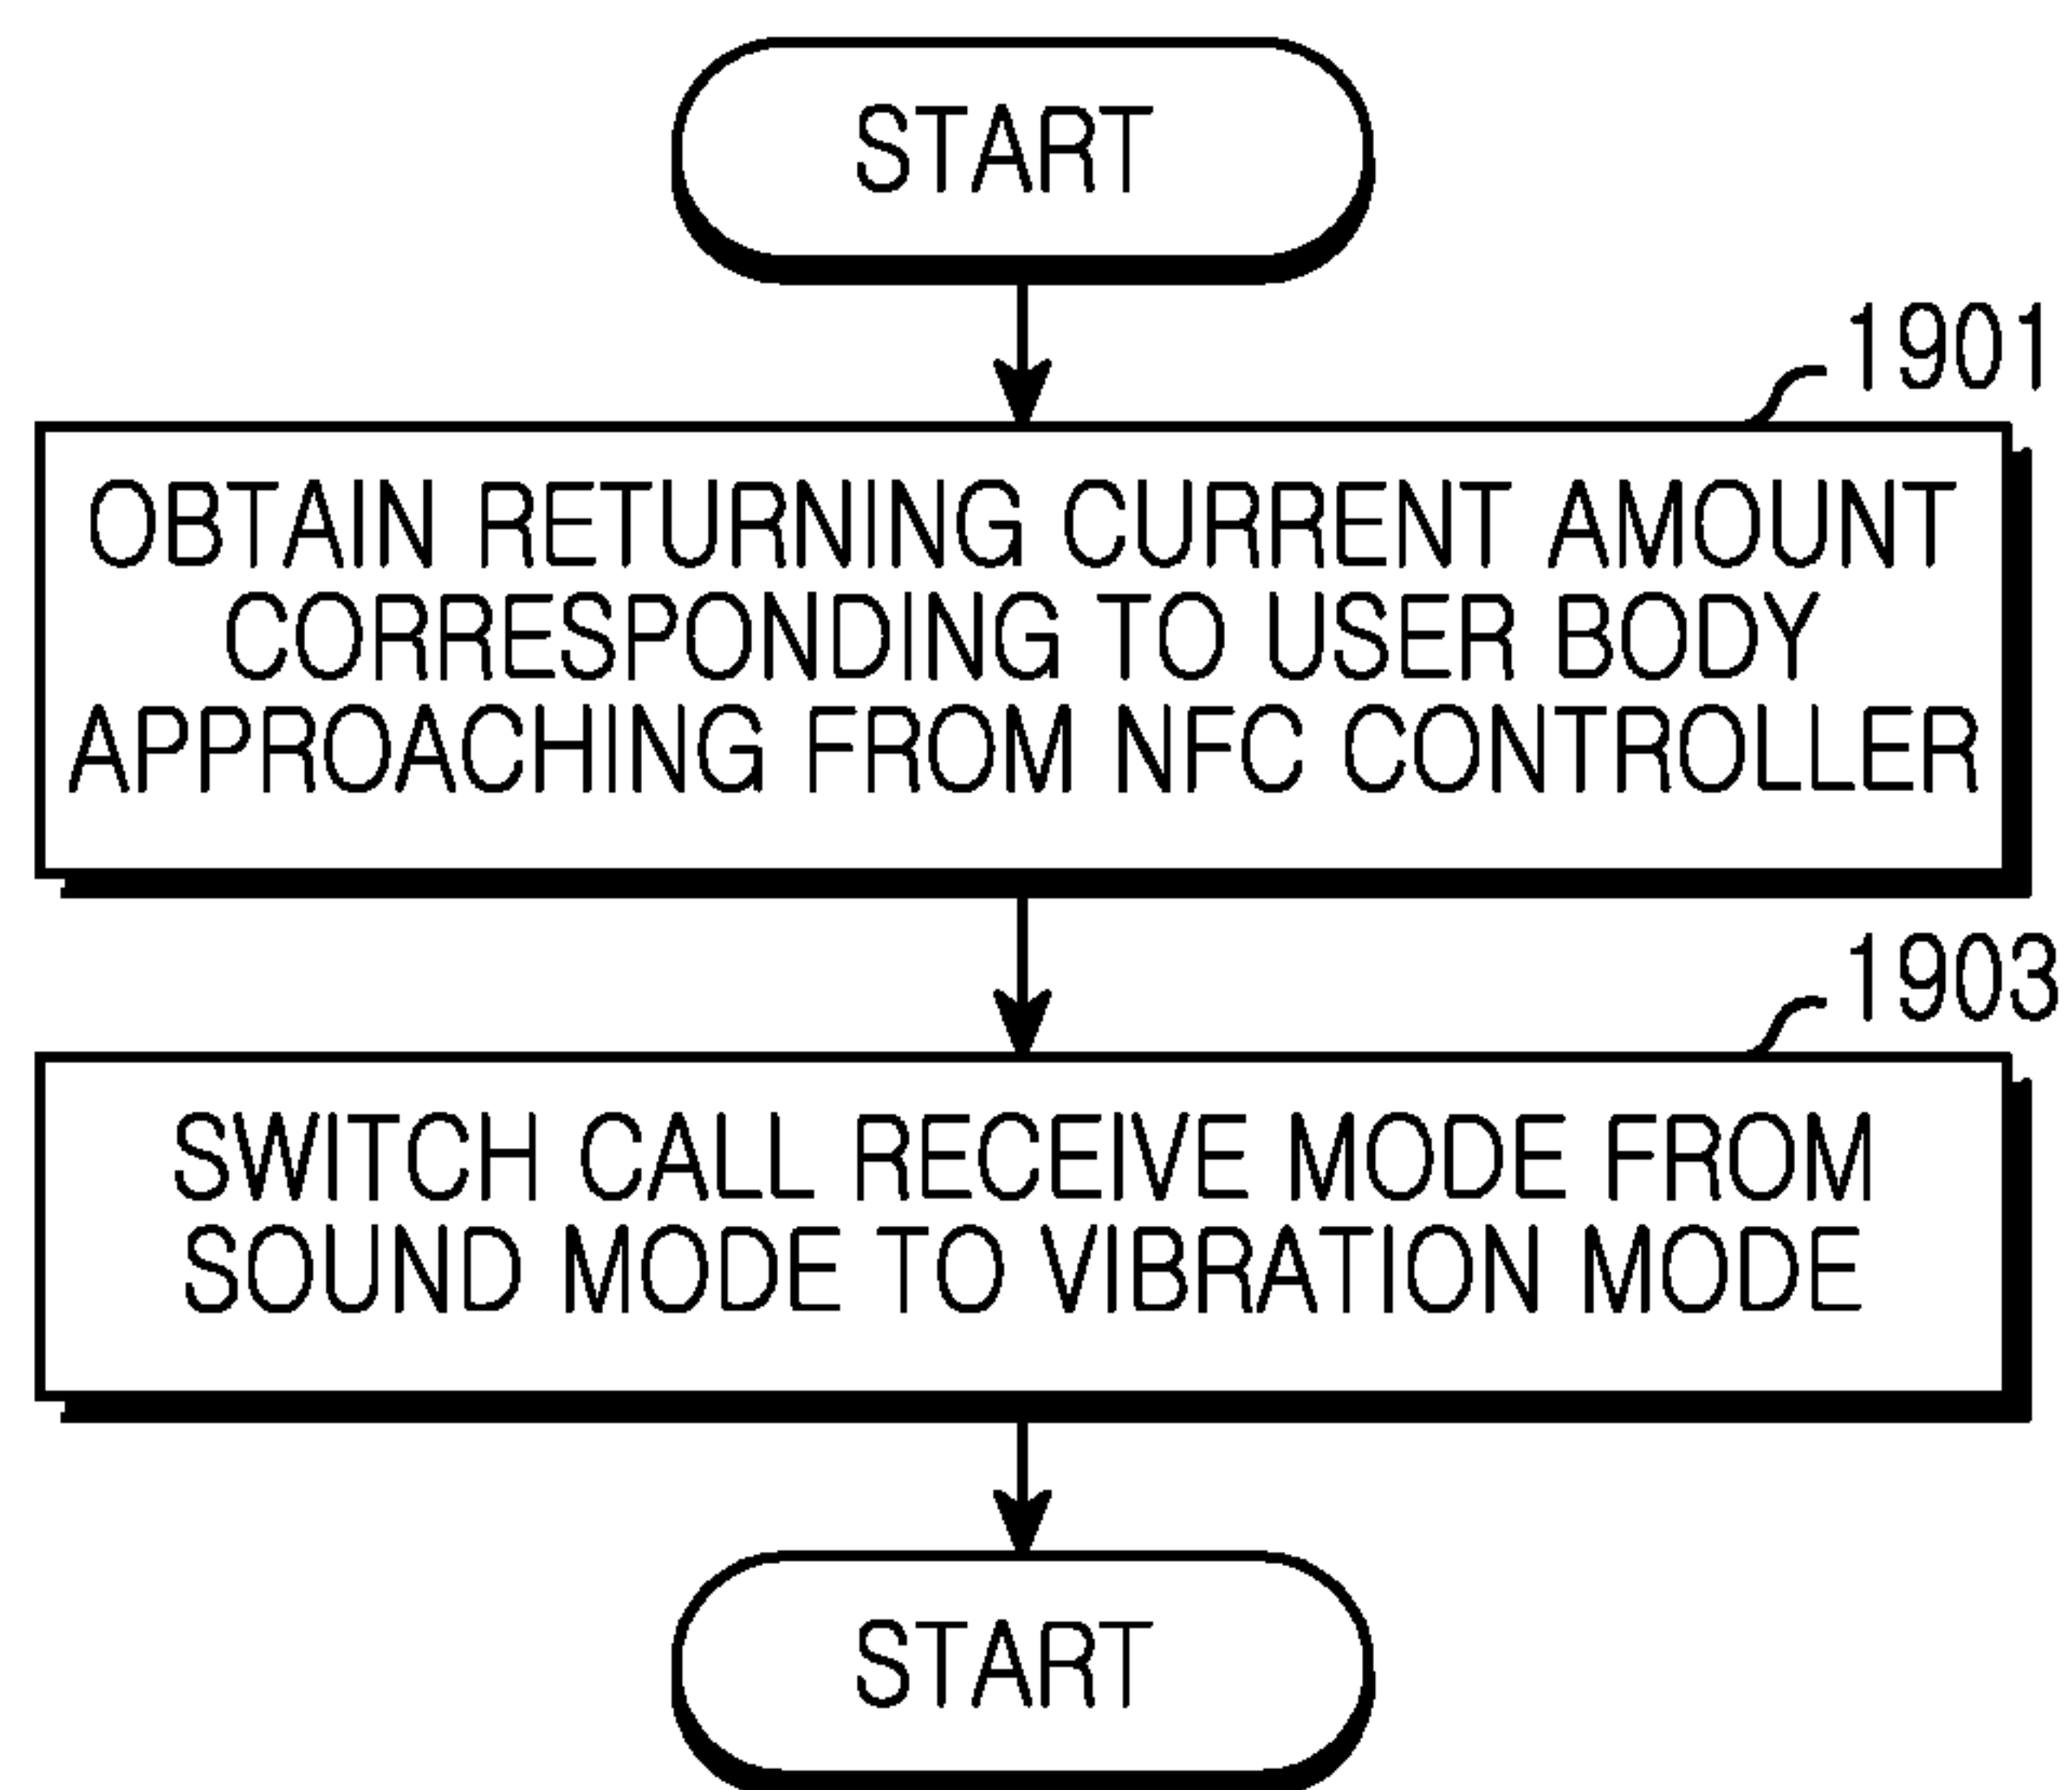 START
1901
OBTAIN RETURNING CURRENT AMOUNT
CORRESPONDING TO USER BODY
APPROACHING FROM NFC CONTROLLER
1903
SWITCH CALL RECEIVE MODE FROM
SOUND MODE TO VIBRATION MODE
START